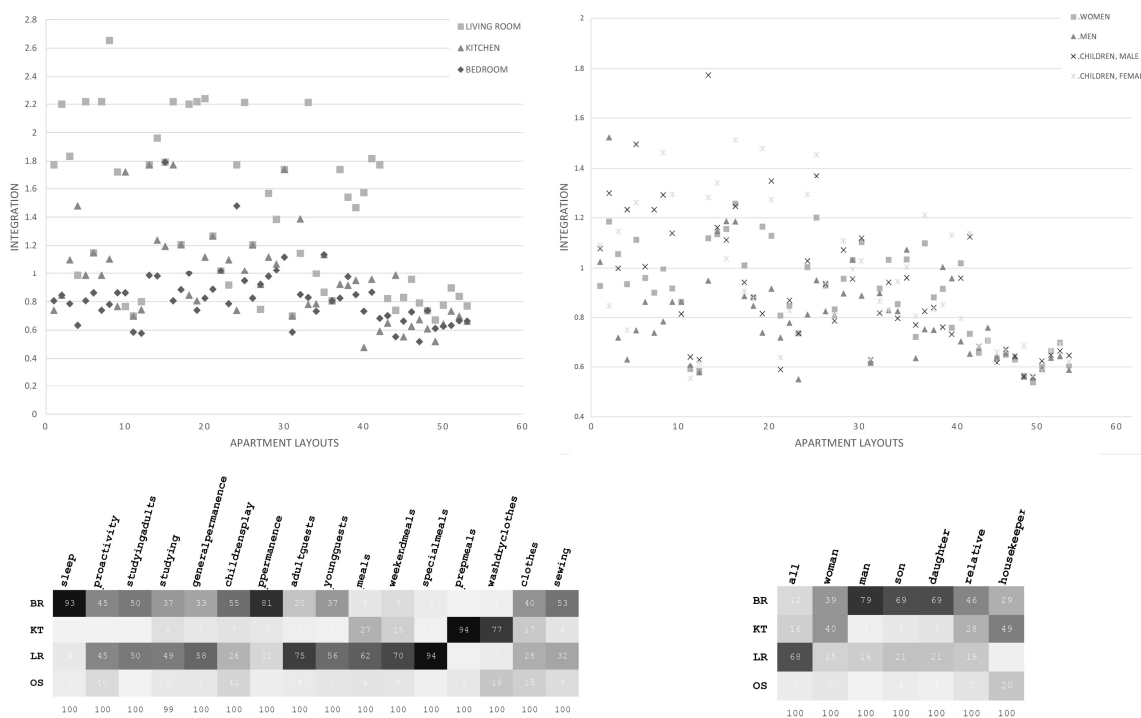 2.8
2.6
2.4
2.2
2
1.8
1.6
1.4
1.2
1
0.8
0.6
0.4
0.2
0
INTEGRATION
LIVING ROOM
KITCHEN
BEDROOM
0 10 20 30 40 50 60
APARTMENT LAYOUTS
2
1.8
1.6
1.4
1.2
1
0.8
0.6
0.4
INTEGRATION
.WOMEN
.MEN
.CHILDREN, MALE
.CHILDREN, FEMAL
0 10 20 30 40 50 60
APARTMENT LAYOUTS
sleep proactivity studyingadults studying generalpermanence childrensplay ppermanence adultguests youngguests meals weekendmeals specialmeals prepmeals washdryclothes clothes sewing
BR 93 45 50 37 33 55 81 20 37 40 53
KT 27 15 94 77 17
LR 45 50 49 58 26 12 75 56 62 70 94 28 32
OS 10 12 18 15
100 100 100 99 100 100 100 100 100 100 100 100 100 100 100 100
all woman man son daughter relative housekeeper
BR 12 39 79 69 69 46 29
KT 16 40 28 49
LR 68 15 16 21 21 19
OS 7 20
100 100 100 100 100 100 100